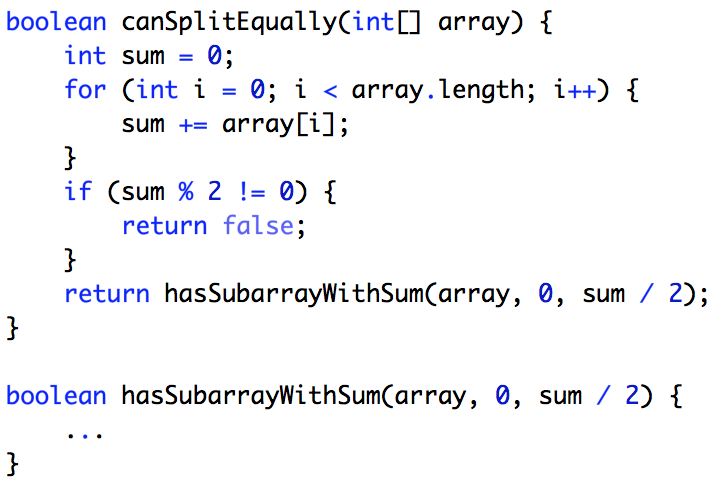 boolean canSplitEqually(int[] array) {
    int sum = 0;
    for (int i = 0; i < array.length; i++) {
        sum += array[i];
    }
    if (sum % 2 != 0) {
        return false;
    }
    return hasSubarrayWithSum(array, 0, sum / 2);
}

boolean hasSubarrayWithSum(array, 0, sum / 2) {
    ...
}